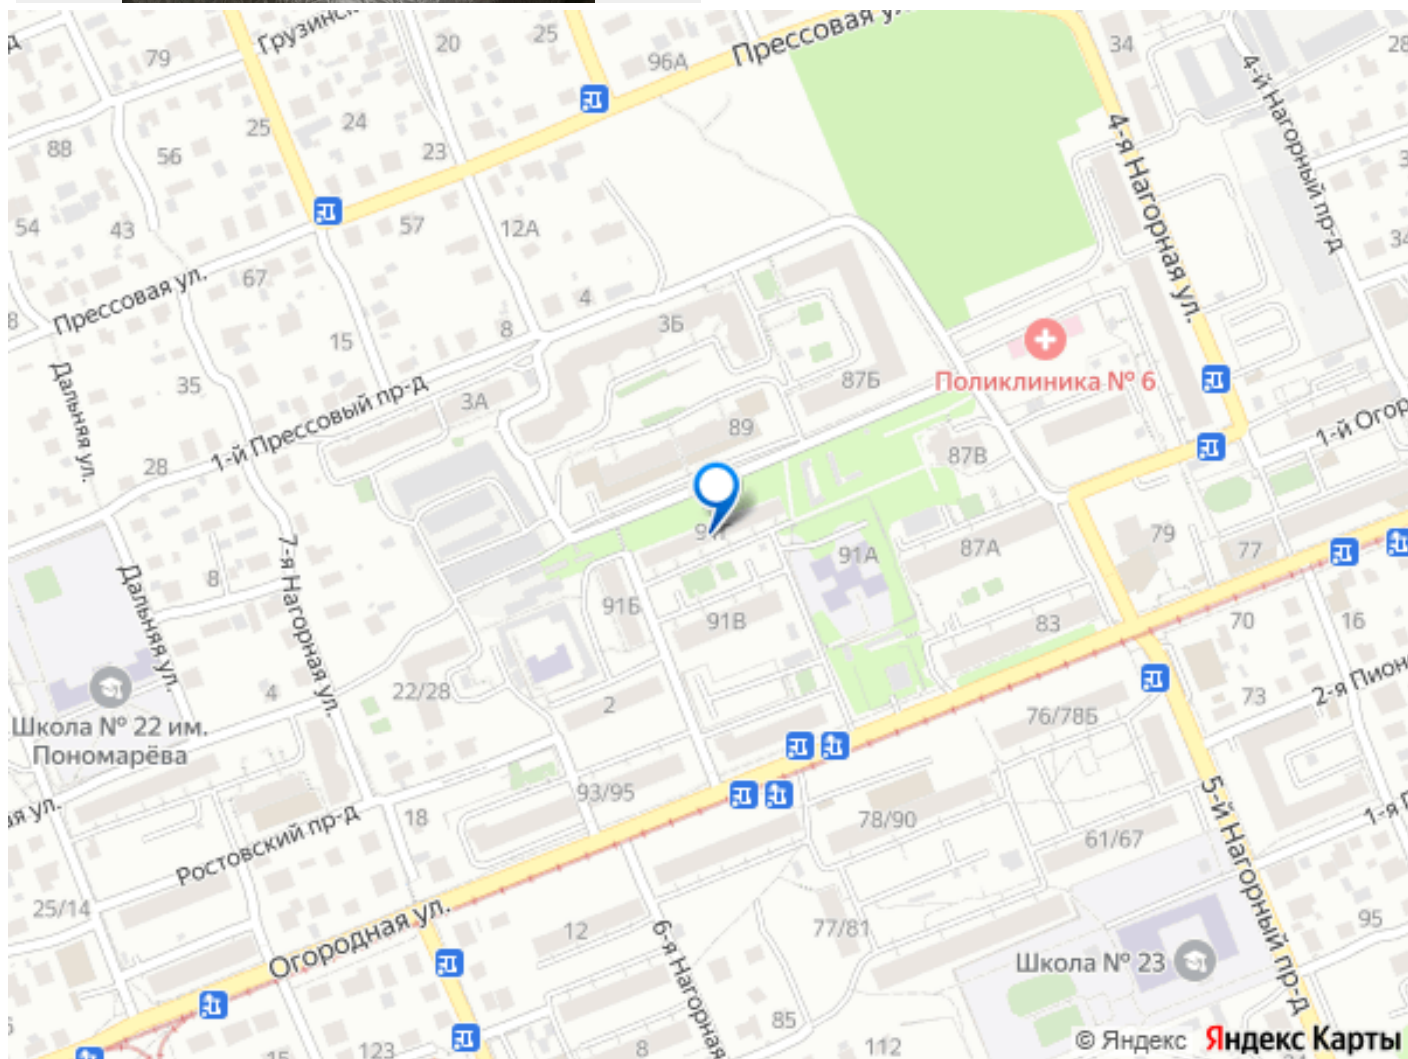 Прессовая ул.
Грузинск
20
25
79
96А
34
28
4-й Нагорный пр-д
88
56
25
24
23
4-я Нагорная ул.
54
43
57
12А
34
67
Прессовая ул.
4
8
15
3Б
8
87Б
Поликлиника № 6
Дальняя ул.
35
3А
1-й Прессовый пр-д
89
1-й Огор
28
87В
79
77
87А
91А
7-я Нагорная ул.
8
Дальняя ул.
91Б
91В
83
70
16
4
22/28
2
76/78Б
73
2-я Пион
Школа № 22 им.
Пономарёва
93/95
18
78/90
5-й Нагорный пр-д
61/67
Ростовский пр-д
25/14
Огородная ул.
12
6-я Нагорная
77/81
95
Школа № 23
85
15
123
8
112
© Яндекс Яндекс Карты